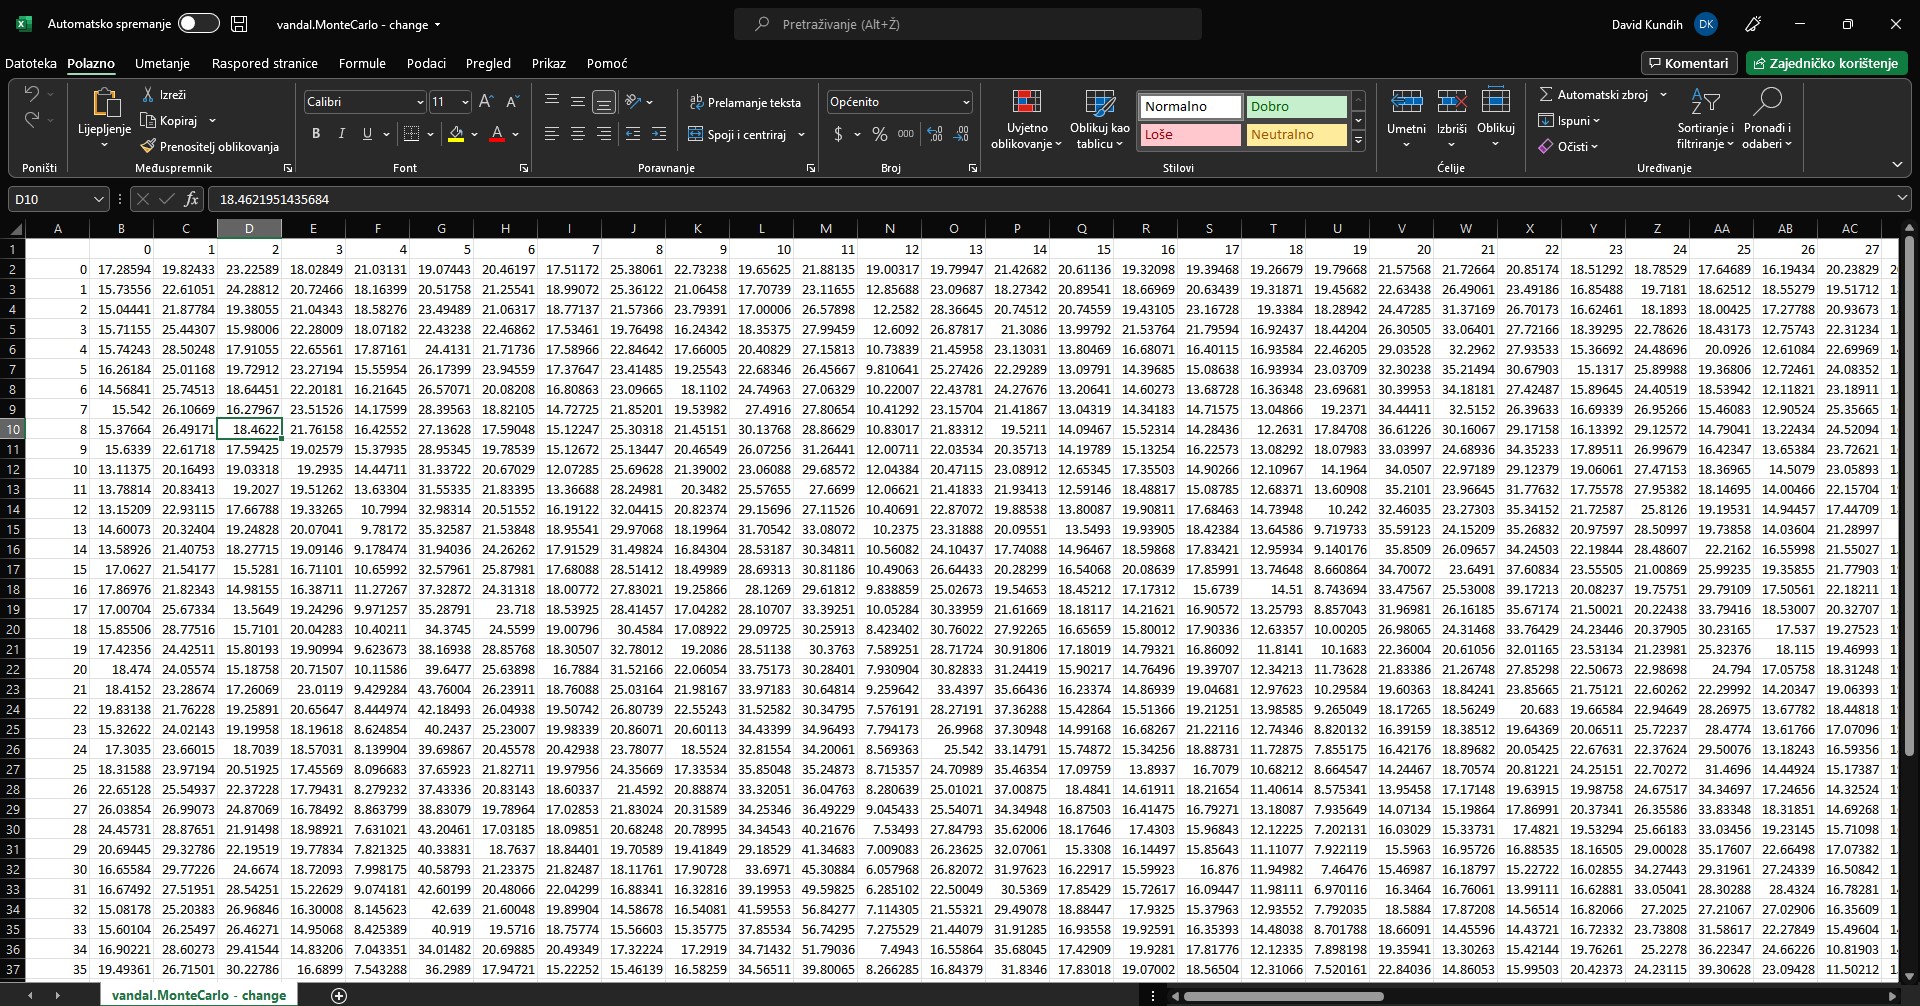 Automatsko spremanje
vandal.MonteCarlo - change
Pretraživanje (Alt+Ž)
David Kundih
DK
Datoteka Polazno Umetanje Raspored stranice Formule Podaci Pregled Prikaz Pomoć
Komentari
Zajedničko korištenje
Poništi
Lijepljenje
Izreži
Kopiraj
Prenositelj oblikovanja
Međuspremnik
Calibri 11
B I U
Font
Prelamanje teksta
Spoji i centriraj
Poravnanje
Općenito
$ % 000
Broj
Uvjetno oblikovanje
Oblikuj kao tablicu
Normalno Dobro
Loše Neutralno
Stilovi
Umetni Izbriši Oblikuj
Ćelije
Automatski zbroj
Ispuni
Očisti
Sortiranje i filtriranje
Pronađi i odaberi
Uređivanje
D10 fx 18.4621951435684
A B C D E F G H I J K L M N O P Q R S T U V W X Y Z AA AB AC
1 0 1 2 3 4 5 6 7 8 9 10 11 12 13 14 15 16 17 18 19 20 21 22 23 24 25 26 27
2 0 17.28594 19.82433 23.22589 18.02849 21.03131 19.07443 20.46197 17.51172 25.38061 22.73238 19.65625 21.88135 19.00317 19.79947 21.42682 20.61136 19.32098 19.39468 19.26679 19.79668 21.57568 21.72664 20.85174 18.51292 18.78529 17.64689 16.19434 20.23829
3 1 15.73556 22.61051 24.28812 20.72466 18.16399 20.51758 21.25541 18.99072 25.36122 21.06458 17.70739 23.11655 12.85688 23.09687 18.27342 20.89541 18.66969 20.63439 19.31871 19.45682 22.63438 26.49061 23.49186 16.85488 19.7181 18.62512 18.55279 19.51712
4 2 15.04441 21.87784 19.38055 21.04343 18.58276 23.49489 21.06317 18.77137 21.57366 23.79391 17.00006 26.57898 12.2582 28.36645 20.74512 20.74559 19.43105 23.16728 19.3384 18.28942 24.47285 31.37169 26.70173 16.62461 18.1893 18.00425 17.27788 20.93673
5 3 15.71155 25.44307 15.98006 22.28009 18.07182 22.43238 22.46862 17.53461 19.76498 16.24342 18.35375 27.99459 12.6092 26.87817 21.3086 13.99792 21.53764 21.79594 16.92437 18.44204 26.30505 33.06401 27.72166 18.39295 22.78626 18.43173 12.75743 22.31234
6 4 15.74243 28.50248 17.91055 22.65561 17.87161 24.4131 21.71736 17.58966 22.84642 17.66005 20.40829 27.15813 10.73839 21.45958 23.13031 13.80469 16.68071 16.40115 16.93584 22.46205 29.03528 32.2962 27.93533 15.36692 24.48696 20.0926 12.61084 22.69969
7 5 16.26184 25.01168 19.72912 23.27194 15.55954 26.17399 23.94559 17.37647 23.41485 19.25543 22.68346 26.45667 9.810641 25.27426 22.29289 13.09791 14.39685 15.08638 16.93934 23.03709 32.30238 35.21494 30.67903 15.1317 25.89988 19.36806 12.72461 24.08352
8 6 14.56841 25.74513 18.64451 22.20181 16.21645 26.57071 20.08208 16.80863 23.09665 18.1102 24.74963 27.06329 10.22007 22.43781 24.27676 13.20641 14.60273 13.68728 16.36348 23.69681 30.39953 34.18181 27.42487 15.89645 24.40519 18.53942 12.11821 23.18911
9 7 15.542 26.10669 16.27967 23.51526 14.17599 28.39563 18.82105 14.72725 21.85201 19.53982 27.4916 27.80654 10.41292 23.15704 21.41867 13.04319 14.34183 14.71575 13.04866 19.2371 34.44411 32.5152 26.39633 16.69339 26.95266 15.46083 12.90524 25.35665
10 8 15.37664 26.49171 18.4622 21.76158 16.42552 27.13628 17.59048 15.12247 25.30318 21.45151 30.13768 28.86629 10.83017 21.83312 19.5211 14.09467 15.52314 14.28436 12.2631 17.84708 36.61226 30.16067 29.17158 16.13392 29.12572 14.79041 13.22434 24.52094
11 9 15.6339 22.61718 17.59425 19.02579 15.37935 28.95345 19.78539 15.12672 25.13447 20.46549 26.07256 31.26441 12.00711 22.03534 20.35713 14.19789 15.13254 16.22573 13.08292 18.07983 33.03997 24.68936 34.35233 17.89511 26.99679 16.42347 13.65384 23.72621
12 10 13.11375 20.16493 19.03318 19.2935 14.44711 31.33722 20.67029 12.07285 25.69628 21.39002 23.06088 29.68572 12.04384 20.47115 23.08912 12.65345 17.35503 14.90266 12.10967 14.1964 34.0507 22.97189 29.12379 19.06061 27.47153 18.36965 14.5079 23.05893
13 11 13.78814 20.83413 19.2027 19.51262 13.63304 31.55335 21.83395 13.36688 28.24981 20.3482 25.57655 27.6699 12.06621 21.41833 21.93413 12.59146 18.48817 15.08785 12.68371 13.60908 35.2101 23.96645 31.77632 17.75578 27.95382 18.14695 14.00466 22.15704
14 12 13.15209 22.93115 17.66788 19.33265 10.7994 32.98314 20.51552 16.19122 32.04415 20.82374 29.15696 27.11526 10.40691 22.87072 19.88538 13.80087 19.90811 17.68463 14.73948 10.242 32.46035 23.27303 35.34152 21.72587 25.8126 19.19531 14.94457 17.44709
15 13 14.60073 20.32404 19.24828 20.07041 9.78172 35.32587 21.53848 18.95541 29.97068 18.19964 31.70542 33.08072 10.2375 23.31888 20.09551 13.5493 19.93905 18.42384 13.64586 9.719733 35.59123 24.15209 35.26832 20.97597 28.50997 19.73858 14.03604 21.28997
16 14 13.58926 21.40753 18.27715 19.09146 9.178474 31.94036 24.26262 17.91529 31.49824 16.84304 28.53187 30.34811 10.56082 24.10437 17.74088 14.96467 18.59868 17.83421 12.95934 9.140176 35.8509 26.09657 34.24503 22.19844 28.48607 22.2162 16.55998 21.55027
17 15 17.0627 21.54177 15.5281 16.71101 10.65992 32.57961 25.87981 17.68088 28.51412 18.49989 28.69313 30.81186 10.49063 26.64433 20.28299 16.54068 20.08639 17.85991 13.74648 8.660864 34.70072 23.6491 37.60834 23.55505 21.00869 25.99235 19.35855 21.77903
18 16 17.86976 21.82343 14.98155 16.38711 11.27267 37.32872 24.31318 18.00772 27.83021 19.25866 28.1269 29.61812 9.838859 25.02673 19.54653 18.45212 17.17312 15.6739 14.51 8.743694 33.47567 25.53008 39.17213 20.08237 19.75751 29.79109 17.50561 22.18211
19 17 17.00704 25.67334 13.5649 19.24296 9.971257 35.28791 23.718 18.53925 28.41457 17.04282 28.10707 33.39251 10.05284 30.33959 21.61669 18.18117 14.21621 16.90572 13.25793 8.857043 31.96981 26.16185 35.67174 21.50021 20.22438 33.79416 18.53007 20.32707
20 18 15.85506 28.77516 15.7101 20.04283 10.40211 34.3745 24.5599 19.00796 30.4584 17.08922 29.09725 30.25913 8.423402 30.76022 27.92265 16.65659 15.80012 17.90336 12.63357 10.00205 26.98065 24.31468 33.76429 24.23446 20.37905 30.23165 17.537 19.27523
21 19 17.42356 24.42511 15.80193 19.90994 9.623673 38.16938 28.85768 18.30507 32.78012 19.2086 28.51138 30.3763 7.589251 28.71724 30.91806 17.18019 14.79321 16.86092 11.8141 10.1683 22.36004 20.61056 32.01165 23.53134 21.23981 25.32376 18.115 19.46993
22 20 18.474 24.05574 15.18758 20.71507 10.11586 39.6477 25.63898 16.7884 31.52166 22.06054 33.75173 30.28401 7.930904 30.82833 31.24419 15.90217 14.76496 19.39707 12.34213 11.73628 21.83386 21.26748 27.85298 22.50673 22.98698 24.794 17.05758 18.31248
23 21 18.4152 23.28674 17.26069 23.0119 9.429284 43.76004 26.23911 18.76088 25.03164 21.98167 33.97183 30.64814 9.259642 33.4397 35.66436 16.23374 14.86939 19.04681 12.97623 10.29584 19.60363 18.84241 23.85665 21.75121 22.60262 22.29992 14.20347 19.06393
24 22 19.83138 21.76228 19.25891 20.65647 8.444974 42.18493 26.04938 19.50742 26.80739 22.55243 31.52582 30.34795 7.576191 28.27191 37.36288 15.42864 15.51366 19.21251 13.98585 9.265049 18.17265 18.56249 20.683 19.66584 22.94649 28.26975 13.67782 18.44818
25 23 15.32622 24.02143 19.19958 18.19618 8.624854 40.2437 25.23007 19.98339 20.86071 20.60113 34.43399 34.96493 7.794173 26.9968 37.30948 14.99168 16.68267 21.22116 12.74346 8.820132 16.39159 18.38512 19.64369 20.06511 25.72237 28.4774 13.61766 17.07096
26 24 17.3035 23.66015 18.7039 18.57031 8.139904 39.69867 20.45578 20.42938 23.78077 18.5524 32.81554 34.20061 8.569363 25.542 33.14791 15.74872 15.34256 18.88731 11.72875 7.855175 16.42176 18.89682 20.05425 22.67631 22.37624 29.50076 13.18243 16.59356
27 25 18.31588 23.97194 20.51925 17.45569 8.096683 37.65923 21.82711 19.97956 24.35669 17.33534 35.85048 35.24873 8.715357 24.70989 35.46354 17.09759 13.8937 16.7079 10.68212 8.664547 14.24467 18.70574 20.81221 24.25151 22.70272 31.4696 14.44924 15.17387
28 26 22.65128 25.54937 22.37228 17.79431 8.279232 37.43336 20.83143 18.60337 21.4592 20.88874 33.32051 36.04763 8.280639 25.01021 37.00875 18.4841 14.61911 18.21654 11.40614 8.575341 13.95458 17.17148 19.63915 19.98758 24.67517 34.34697 17.24656 14.32524
29 27 26.03854 26.99073 24.87069 16.78492 8.863799 38.83079 19.78964 17.02853 21.83024 20.31589 34.25346 36.49229 9.045433 25.54071 34.34948 16.87503 16.41475 16.79271 13.18087 7.935649 14.07134 15.19864 17.86991 20.37341 26.35586 33.83348 18.31851 14.69268
30 28 24.45731 28.87651 21.91498 18.98921 7.631021 43.20461 17.03185 18.09851 20.68248 20.78995 34.34543 40.21676 7.53493 27.84793 35.62006 18.17646 17.4303 15.96843 12.12225 7.202131 16.03029 15.33731 17.4821 19.53294 25.66183 33.03456 19.23145 15.71098
31 29 20.69445 29.32786 22.19519 19.77834 7.821325 40.33831 18.7637 18.84401 19.70589 19.41849 29.18529 41.34683 7.009083 26.23625 32.07061 15.3308 16.14497 15.85643 11.11077 7.922119 15.5963 16.95726 16.88535 18.16505 29.00028 35.17607 22.66498 17.07382
32 30 16.65584 29.77226 24.6674 18.72093 7.998175 40.58793 21.23375 21.82487 18.11761 17.90728 33.6971 45.30884 6.057968 26.82072 31.97623 16.22917 15.59923 16.876 11.94982 7.46476 15.46987 16.18797 15.22722 16.02855 34.27443 29.31961 27.24339 16.50842
33 31 16.67492 27.51951 28.54251 15.22629 9.074181 42.60199 20.48066 22.04299 16.88341 16.32816 39.19953 49.59825 6.285102 22.50049 30.5369 17.85429 15.72617 16.09447 11.98111 6.970116 16.3464 16.76061 13.99111 16.62881 33.05041 28.30288 28.4324 16.78281
34 32 15.08178 25.20383 26.96846 16.30008 8.145623 42.639 21.60048 19.89904 14.58678 16.54081 41.59553 56.84277 7.114305 21.55321 29.49078 18.88447 17.9325 15.37963 12.93552 7.792035 18.5884 17.87208 14.56514 16.82066 27.2025 27.21067 27.02906 16.35609
35 33 15.60104 26.25497 26.46271 14.95068 8.425389 40.919 19.5716 18.75774 15.56603 15.35775 37.85534 56.74295 7.275529 21.44079 31.91285 16.93558 19.92591 16.35393 14.48038 8.701788 18.66091 14.45596 14.43721 16.72332 23.73808 31.58617 22.27849 15.49604
36 34 16.90221 28.60273 29.41544 14.83206 7.043351 34.01482 20.69885 20.49349 17.32224 17.2919 34.71432 51.79036 7.4943 16.55864 35.68045 17.42909 19.9281 17.81776 12.12335 7.898198 19.35941 13.30263 15.42144 19.76261 25.2278 36.22347 24.66226 10.81903
37 35 19.49361 26.71501 30.22786 16.6899 7.543288 36.2989 17.94721 15.22252 15.46139 16.58259 34.56511 39.80065 8.266285 16.84379 31.8346 17.83018 19.07002 18.56504 12.31066 7.520161 22.84036 14.86053 15.99503 20.42373 24.23115 39.30628 23.09428 11.50212
vandal.MonteCarlo - change